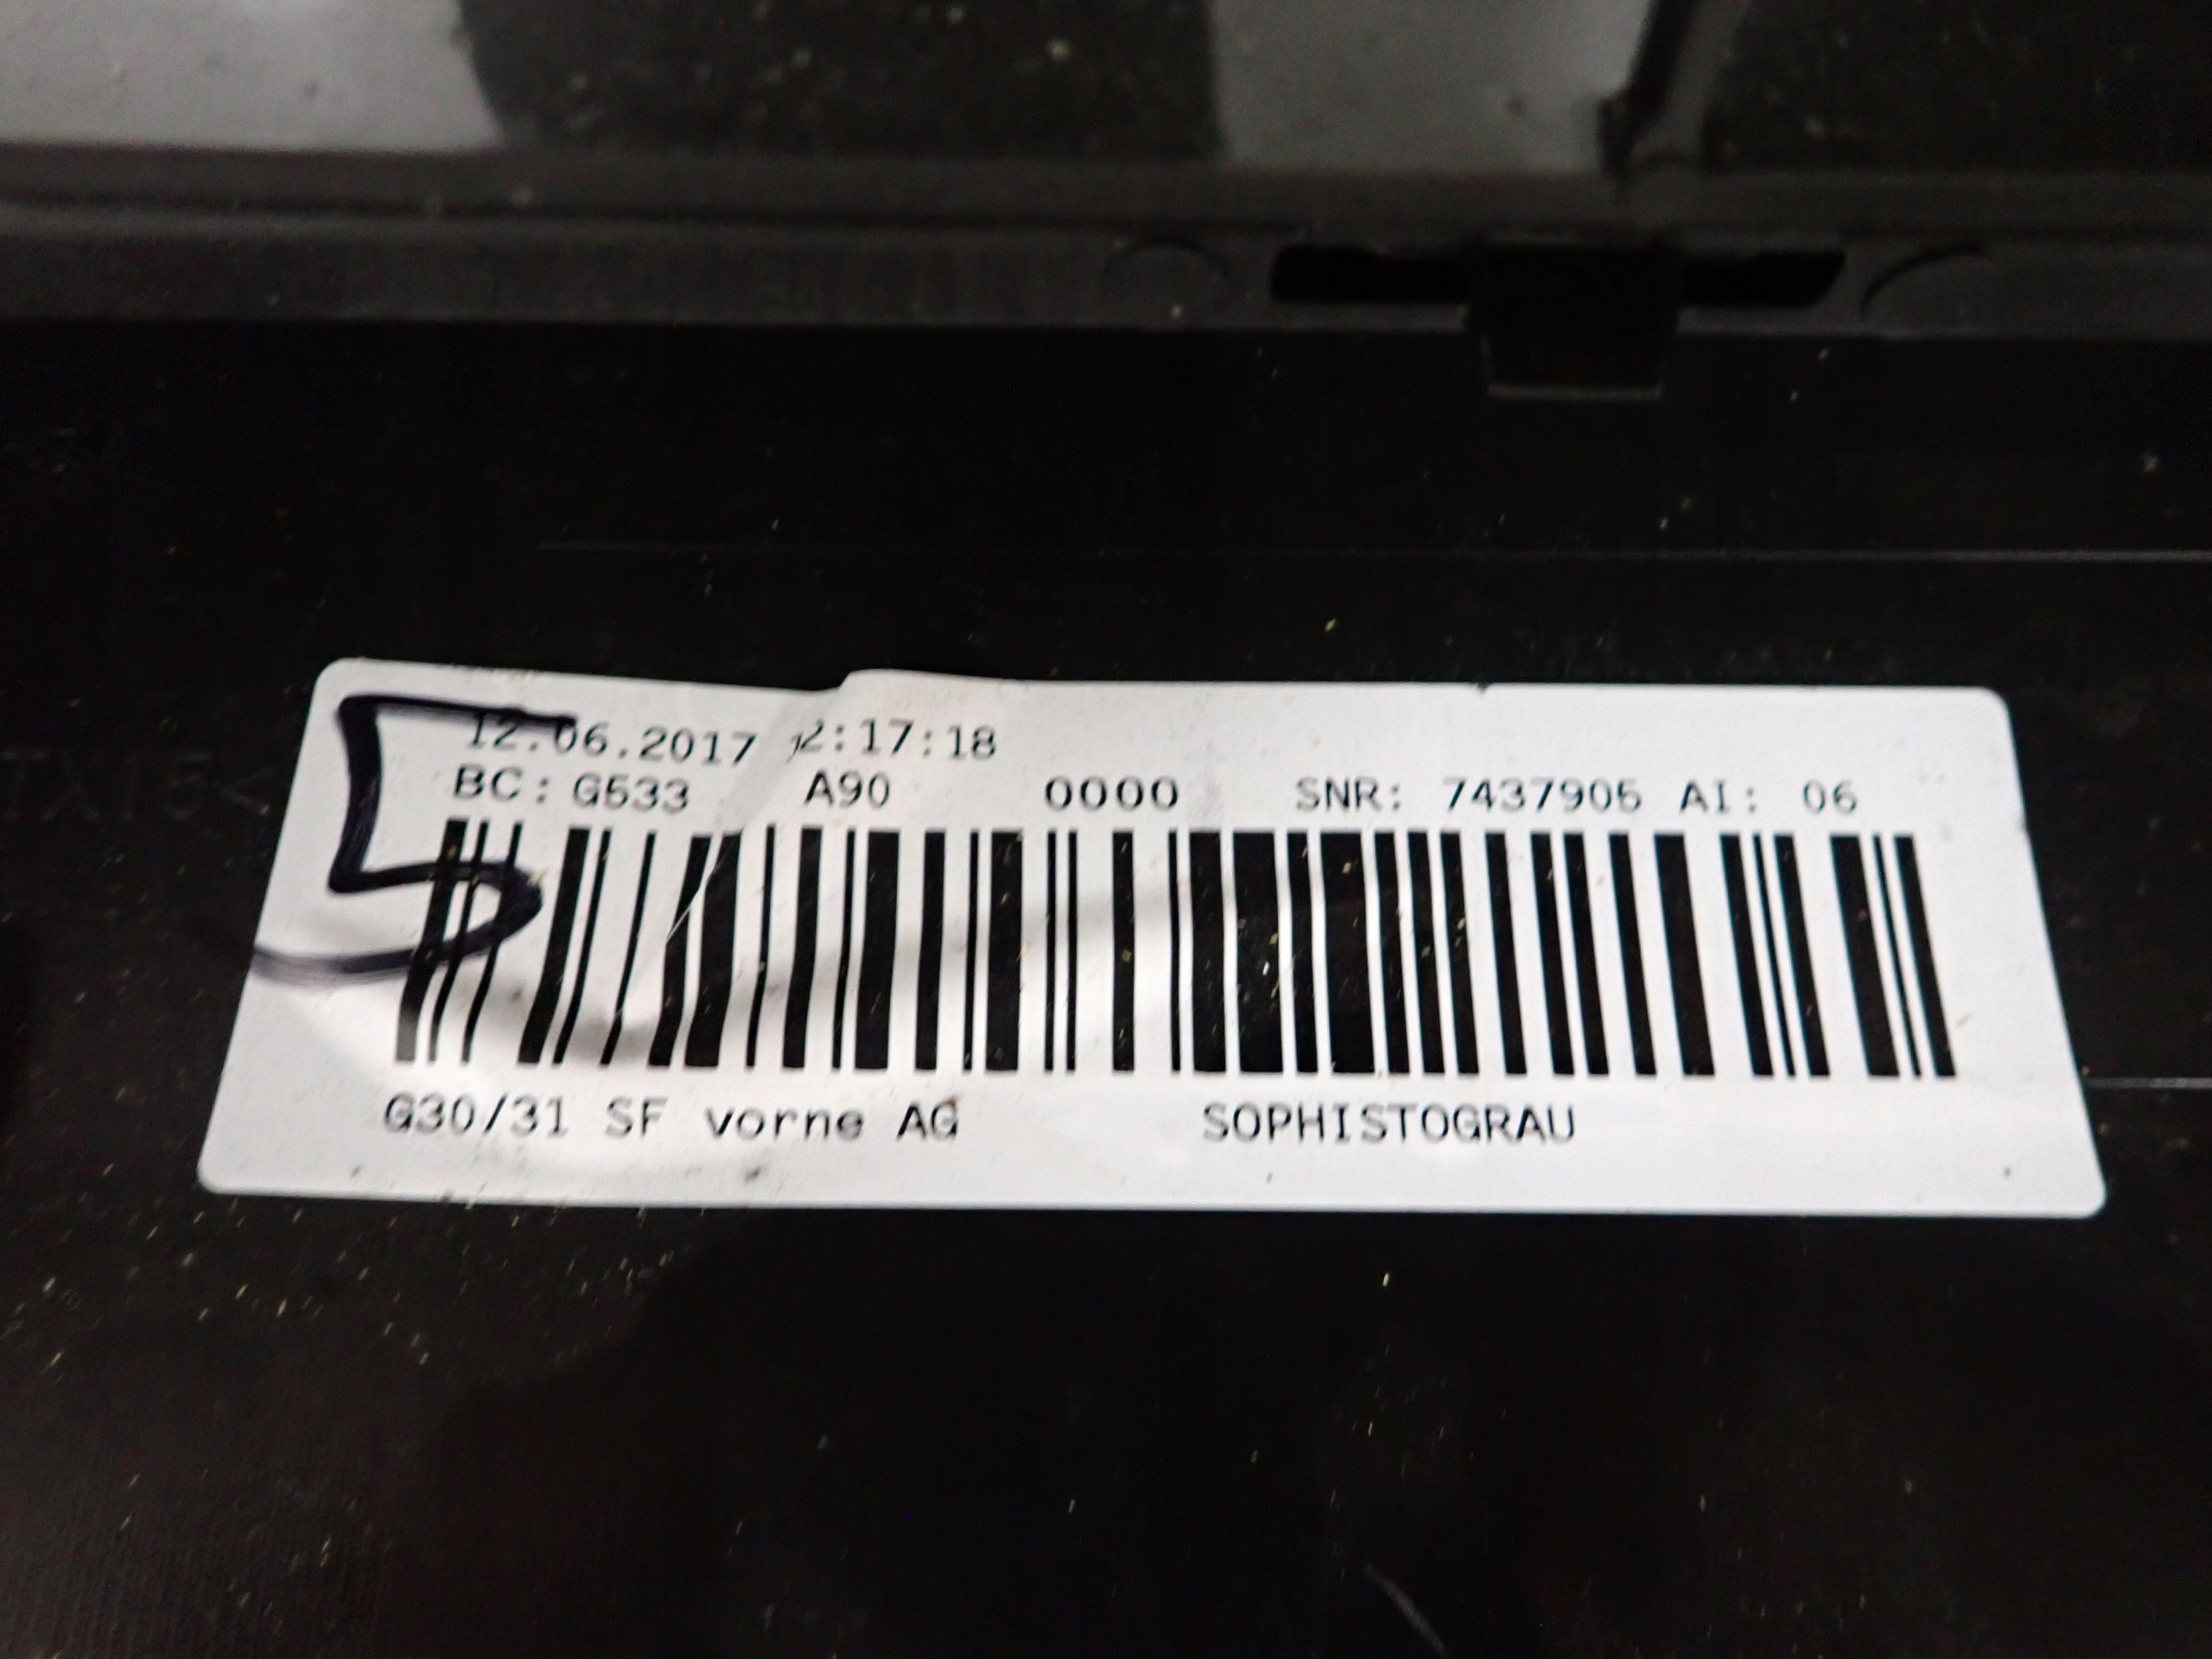 5
12.06.2017 2:17:18
BC: G533 A90 0000 SNR: 7437905 AI: 06
G30/31 SF vorne AG SOPHISTOGRAU